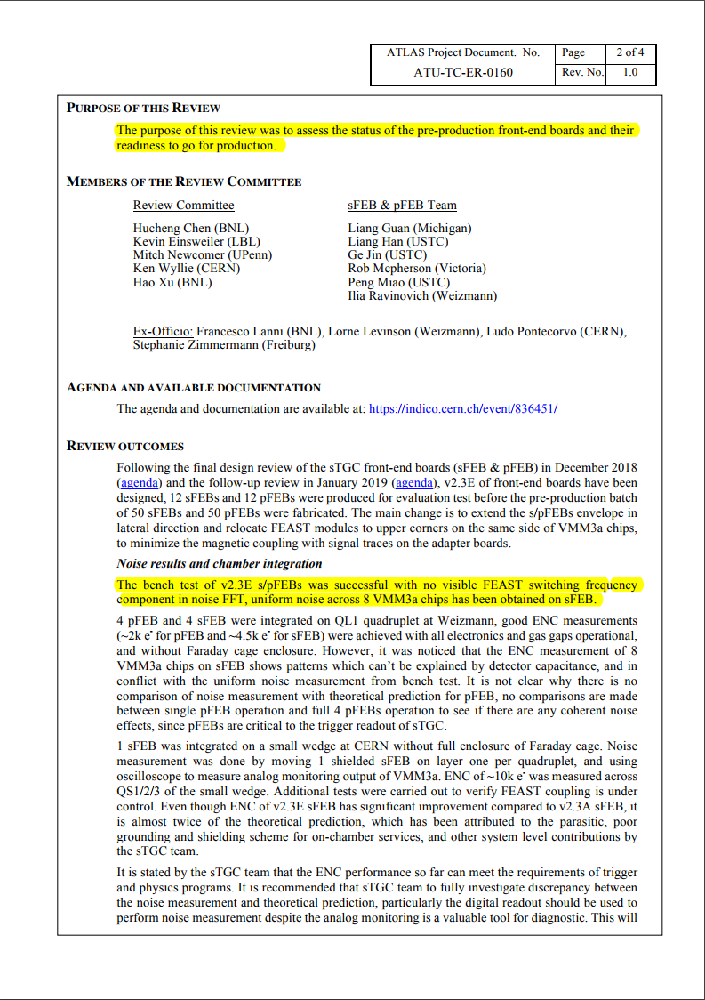 ATLAS Project Document. No.
Page
2 of 4
ATU-TC-ER-0160
Rev. No.
1.0
PURPOSE OF THIS REVIEW
The purpose of this review was to assess the status of the pre-production front-end boards and their
readiness to go for production.
MEMBERS OF THE REVIEW COMMITTEE
Review Committee
Hucheng Chen (BNL)
Kevin Einsweiler (LBL)
Mitch Newcomer (UPenn)
Ken Wyllie (CERN)
Hao Xu (BNL)
sFEB & pFEB Team
Liang Guan (Michigan)
Liang Han (USTC)
Ge Jin (USTC)
Rob Mcpherson (Victoria)
Peng Miao (USTC)
Ilia Ravinovich (Weizmann)
Ex-Officio: Francesco Lanni (BNL), Lorne Levinson (Weizmann), Ludo Pontecorvo (CERN),
Stephanie Zimmermann (Freiburg)
AGENDA AND AVAILABLE DOCUMENTATION
The agenda and documentation are available at: https://indico.cern.ch/event/836451/
REVIEW OUTCOMES
Following the final design review of the sTGC front-end boards (sFEB & pFEB) in December 2018
(agenda) and the follow-up review in January 2019 (agenda), v2.3E of front-end boards have been
designed, 12 sFEBs and 12 pFEBs were produced for evaluation test before the pre-production batch
of 50 sFEBs and 50 pFEBs were fabricated. The main change is to extend the s/pFEBs envelope in
lateral direction and relocate FEAST modules to upper corners on the same side of VMM3a chips,
to minimize the magnetic coupling with signal traces on the adapter boards.
Noise results and chamber integration
The bench test of v2.3E s/pFEBs was successful with no visible FEAST switching frequency
component in noise FFT, uniform noise across 8 VMM3a chips has been obtained on sFEB.
4 pFEB and 4 sFEB were integrated on QL1 quadruplet at Weizmann, good ENC measurements
(~2k e⁻ for pFEB and ~4.5k e⁻ for sFEB) were achieved with all electronics and gas gaps operational,
and without Faraday cage enclosure. However, it was noticed that the ENC measurement of 8
VMM3a chips on sFEB shows patterns which can't be explained by detector capacitance, and in
conflict with the uniform noise measurement from bench test. It is not clear why there is no
comparison of noise measurement with theoretical prediction for pFEB, no comparisons are made
between single pFEB operation and full 4 pFEBs operation to see if there are any coherent noise
effects, since pFEBs are critical to the trigger readout of sTGC.
1 sFEB was integrated on a small wedge at CERN without full enclosure of Faraday cage. Noise
measurement was done by moving 1 shielded sFEB on layer one per quadruplet, and using
oscilloscope to measure analog monitoring output of VMM3a. ENC of ~10k e⁻ was measured across
QS1/2/3 of the small wedge. Additional tests were carried out to verify FEAST coupling is under
control. Even though ENC of v2.3E sFEB has significant improvement compared to v2.3A sFEB, it
is almost twice of the theoretical prediction, which has been attributed to the parasitic, poor
grounding and shielding scheme for on-chamber services, and other system level contributions by
the sTGC team.
It is stated by the sTGC team that the ENC performance so far can meet the requirements of trigger
and physics programs. It is recommended that sTGC team to fully investigate discrepancy between
the noise measurement and theoretical prediction, particularly the digital readout should be used to
perform noise measurement despite the analog monitoring is a valuable tool for diagnostic. This will